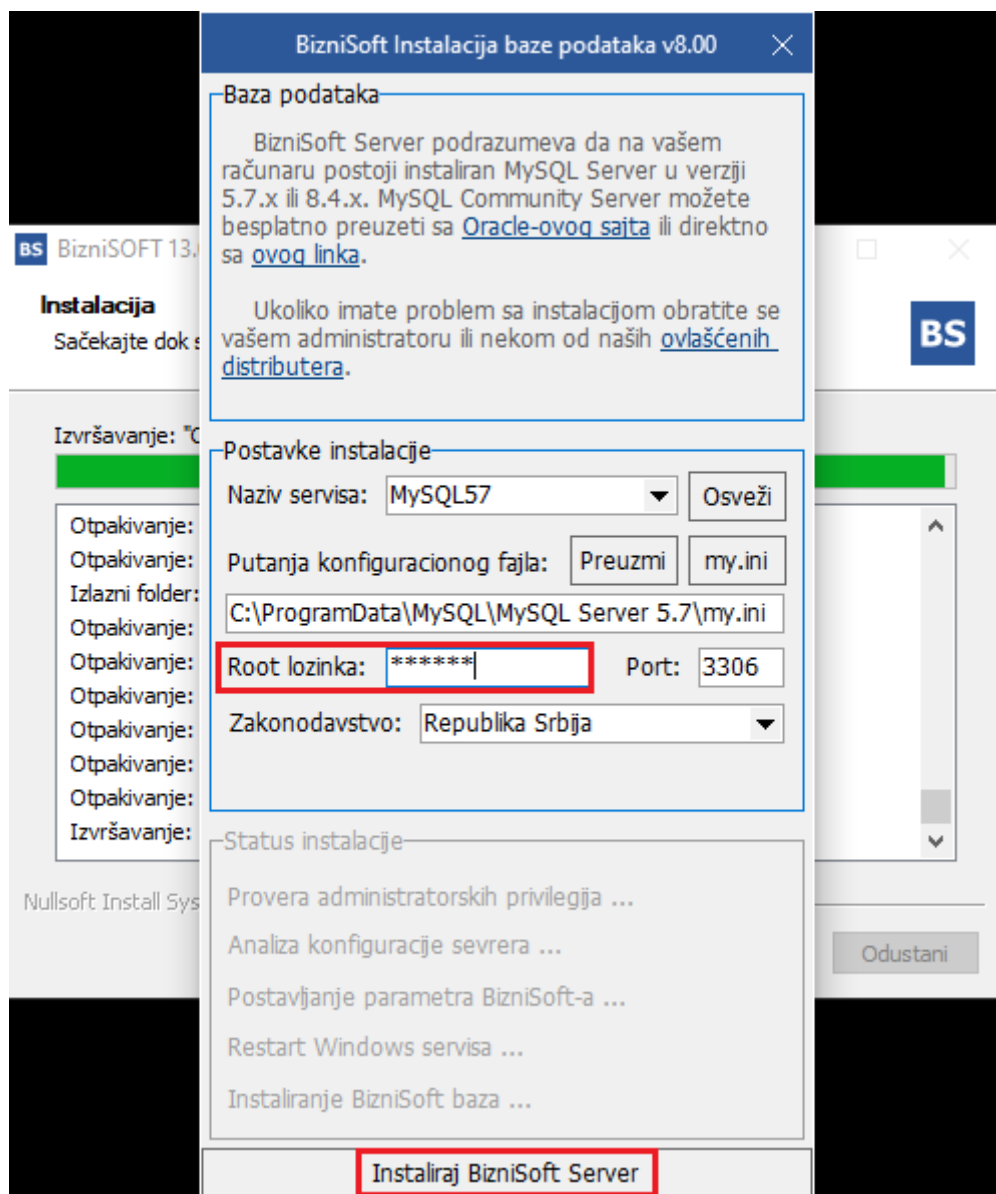 BizniSoft Instalacija baze podataka v8.00
Baza podataka
BizniSoft Server podrazumeva da na vašem
računaru postoji instaliran MySQL Server u verziji
5.7.x ili 8.4.x. MySQL Community Server možete
besplatno preuzeti sa Oracle-ovog sajta ili direktno
sa ovog linka.
Ukoliko imate problem sa instalacijom obratite se
vašem administratoru ili nekom od naših ovlašćenih
distributera.
Postavke instalacije
Naziv servisa: MySQL57 Osveži
Putanja konfiguracionog fajla: Preuzmi my.ini
C:\ProgramData\MySQL\MySQL Server 5.7\my.ini
Root lozinka: ****** Port: 3306
Zakonodavstvo: Republika Srbija
Status instalacije
Provera administratorskih privilegija ...
Analiza konfiguracije sevrera ...
Postavljanje parametra BizniSoft-a ...
Restart Windows servisa ...
Instaliranje BizniSoft baza ...
Instaliraj BizniSoft Server
BS BizniSOFT 13.
Instalacija
Sačekajte dok
BS
Izvršavanje:
Otpakivanje:
Otpakivanje:
Izlazni folder:
Otpakivanje:
Otpakivanje:
Otpakivanje:
Otpakivanje:
Otpakivanje:
Otpakivanje:
Izvršavanje:
Nullsoft Install Sys
Odustani